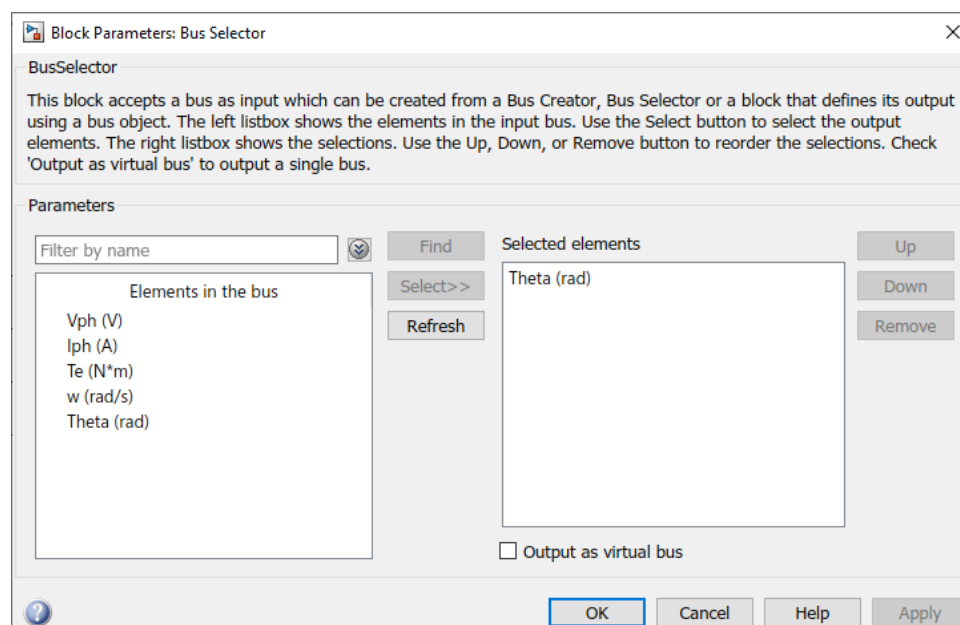 Block Parameters: Bus Selector
BusSelector
This block accepts a bus as input which can be created from a Bus Creator, Bus Selector or a block that defines its output
using a bus object. The left listbox shows the elements in the input bus. Use the Select button to select the output
elements. The right listbox shows the selections. Use the Up, Down, or Remove button to reorder the selections. Check
'Output as virtual bus' to output a single bus.
Parameters
Filter by name
Find
Selected elements
Up
Elements in the bus
Select>>
Theta (rad)
Down
Vph (V)
Refresh
Remove
Iph (A)
Te (N*m)
w (rad/s)
Theta (rad)
Output as virtual bus
?
OK
Cancel
Help
Apply